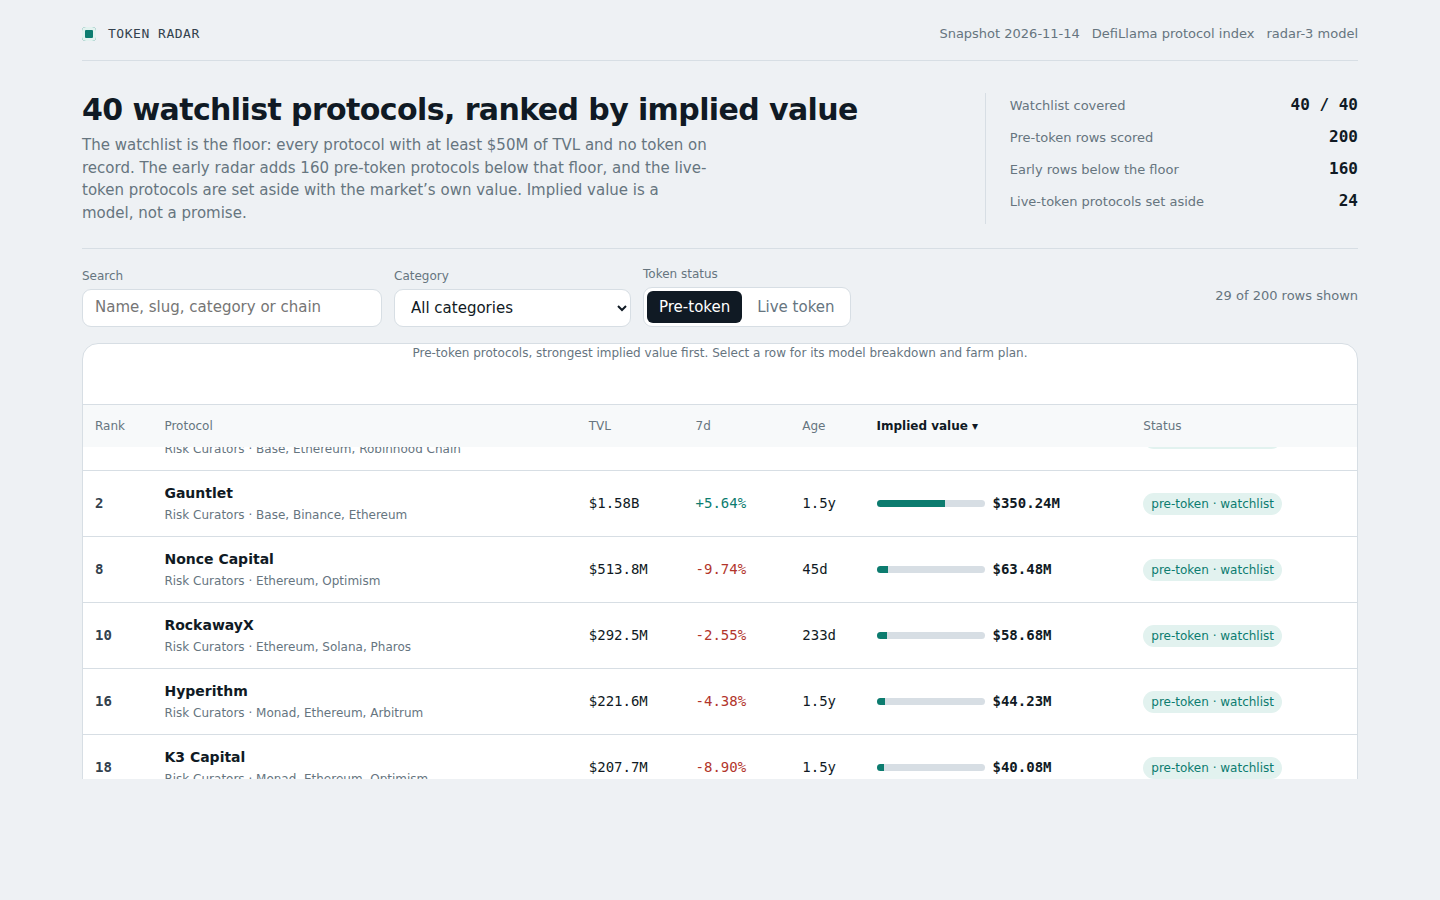 TOKEN RADAR
Snapshot 2026-11-14 DefiLlama protocol index radar-3 model
40 watchlist protocols, ranked by implied value
The watchlist is the floor: every protocol with at least $50M of TVL and no token on
record. The early radar adds 160 pre-token protocols below that floor, and the live-
token protocols are set aside with the market’s own value. Implied value is a
model, not a promise.
Watchlist covered 40 / 40
Pre-token rows scored 200
Early rows below the floor 160
Live-token protocols set aside 24
Search
Name, slug, category or chain
Category
All categories
Token status
Pre-token Live token
29 of 200 rows shown
Pre-token protocols, strongest implied value first. Select a row for its model breakdown and farm plan.
Rank Protocol TVL 7d Age Implied value ▾ Status
Risk Curators · Base, Ethereum, Robinhood Chain
2 Gauntlet $1.58B +5.64% 1.5y $350.24M pre-token · watchlist
Risk Curators · Base, Binance, Ethereum
8 Nonce Capital $513.8M -9.74% 45d $63.48M pre-token · watchlist
Risk Curators · Ethereum, Optimism
10 RockawayX $292.5M -2.55% 233d $58.68M pre-token · watchlist
Risk Curators · Ethereum, Solana, Pharos
16 Hyperithm $221.6M -4.38% 1.5y $44.23M pre-token · watchlist
Risk Curators · Monad, Ethereum, Arbitrum
18 K3 Capital $207.7M -8.90% 1.5y $40.08M pre-token · watchlist
Risk Curators · Monad, Ethereum, Optimism